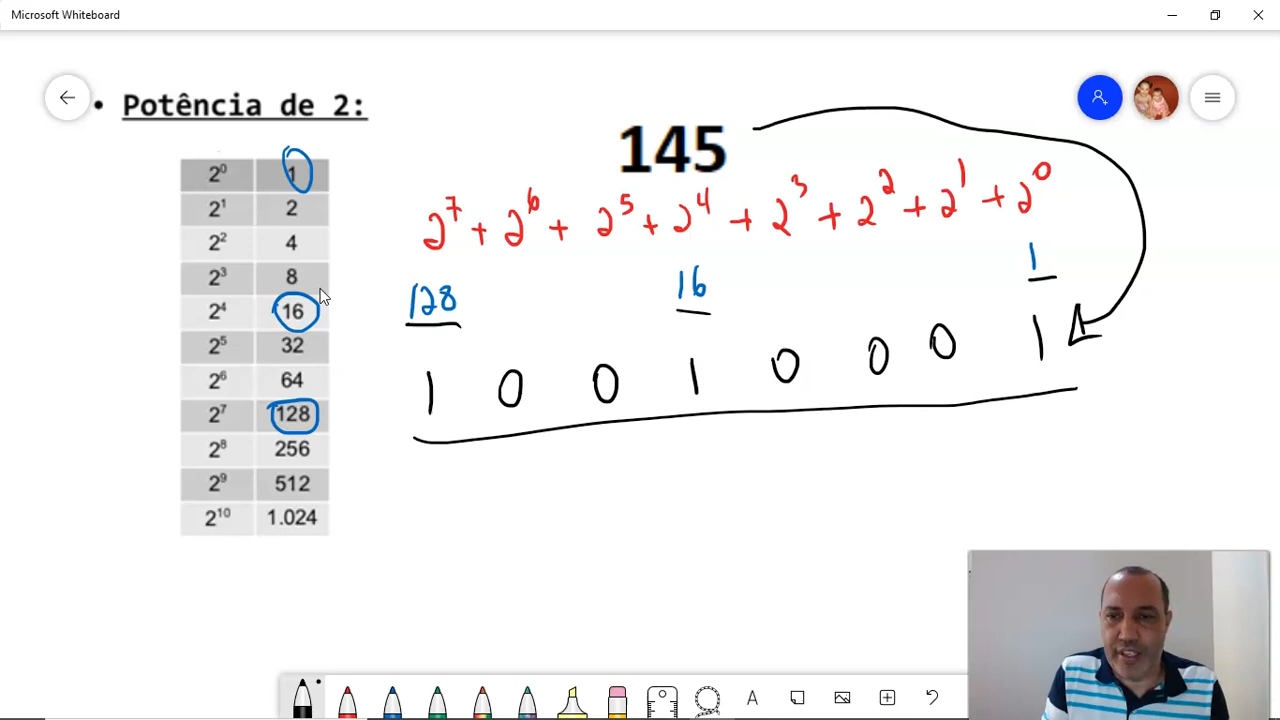 Microsoft Whiteboard
• Potência de 2:
2⁰ 1
2¹ 2
2² 4
2³ 8
2⁴ 16
2⁵ 32
2⁶ 64
2⁷ 128
2⁸ 256
2⁹ 512
2¹⁰ 1.024
145
2⁷ + 2⁶ + 2⁵ + 2⁴ + 2³ + 2² + 2¹ + 2⁰
128 16 1
1 0 0 1 0 0 0 1
A